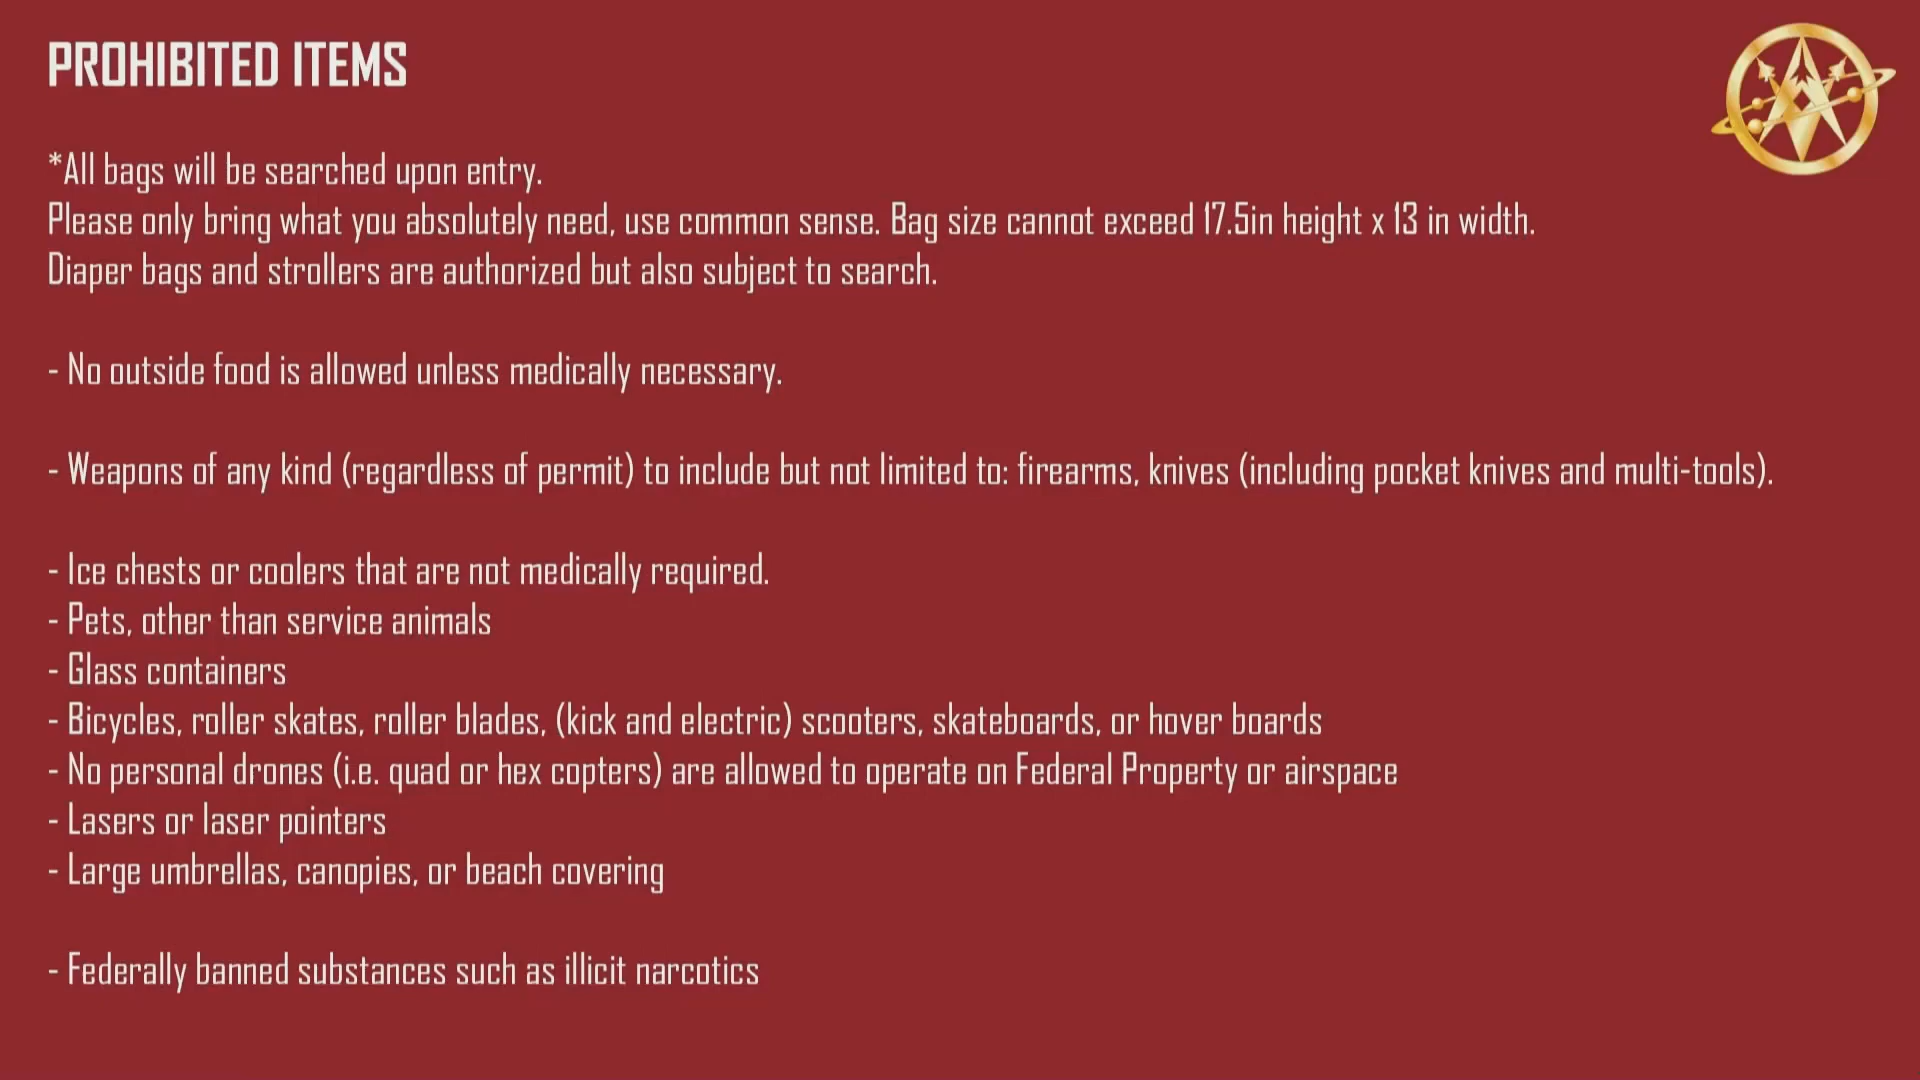 PROHIBITED ITEMS
*All bags will be searched upon entry.
Please only bring what you absolutely need, use common sense. Bag size cannot exceed 17.5in height x 13 in width.
Diaper bags and strollers are authorized but also subject to search.
- No outside food is allowed unless medically necessary.
- Weapons of any kind (regardless of permit) to include but not limited to: firearms, knives (including pocket knives and multi-tools).
- Ice chests or coolers that are not medically required.
- Pets, other than service animals
- Glass containers
- Bicycles, roller skates, roller blades, (kick and electric) scooters, skateboards, or hover boards
- No personal drones (i.e. quad or hex copters) are allowed to operate on Federal Property or airspace
- Lasers or laser pointers
- Large umbrellas, canopies, or beach covering
- Federally banned substances such as illicit narcotics